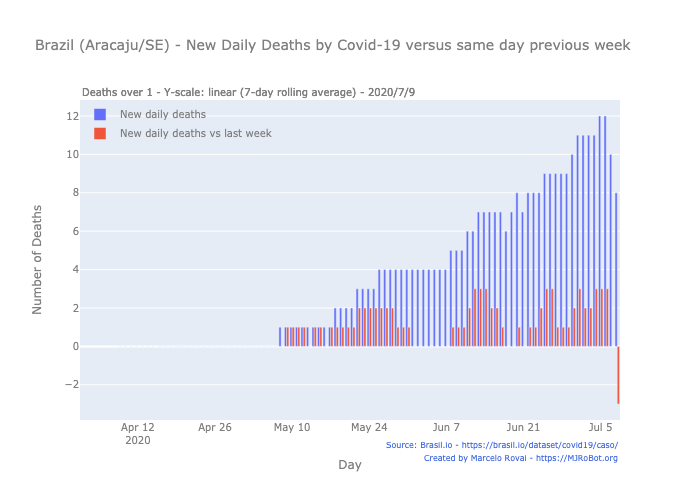 Brazil (Aracaju/SE) - New Daily Deaths by Covid-19 versus same day previous week
Deaths over 1 - Y-scale: linear (7-day rolling average) - 2020/7/9
New daily deaths
New daily deaths vs last week
12
10
8
6
4
2
0
−2
Number of Deaths
Apr 12
2020
Apr 26
May 10
May 24
Jun 7
Jun 21
Jul 5
Day
Source: Brasil.io - https://brasil.io/dataset/covid19/caso/
Created by Marcelo Rovai - https://MJRoBot.org